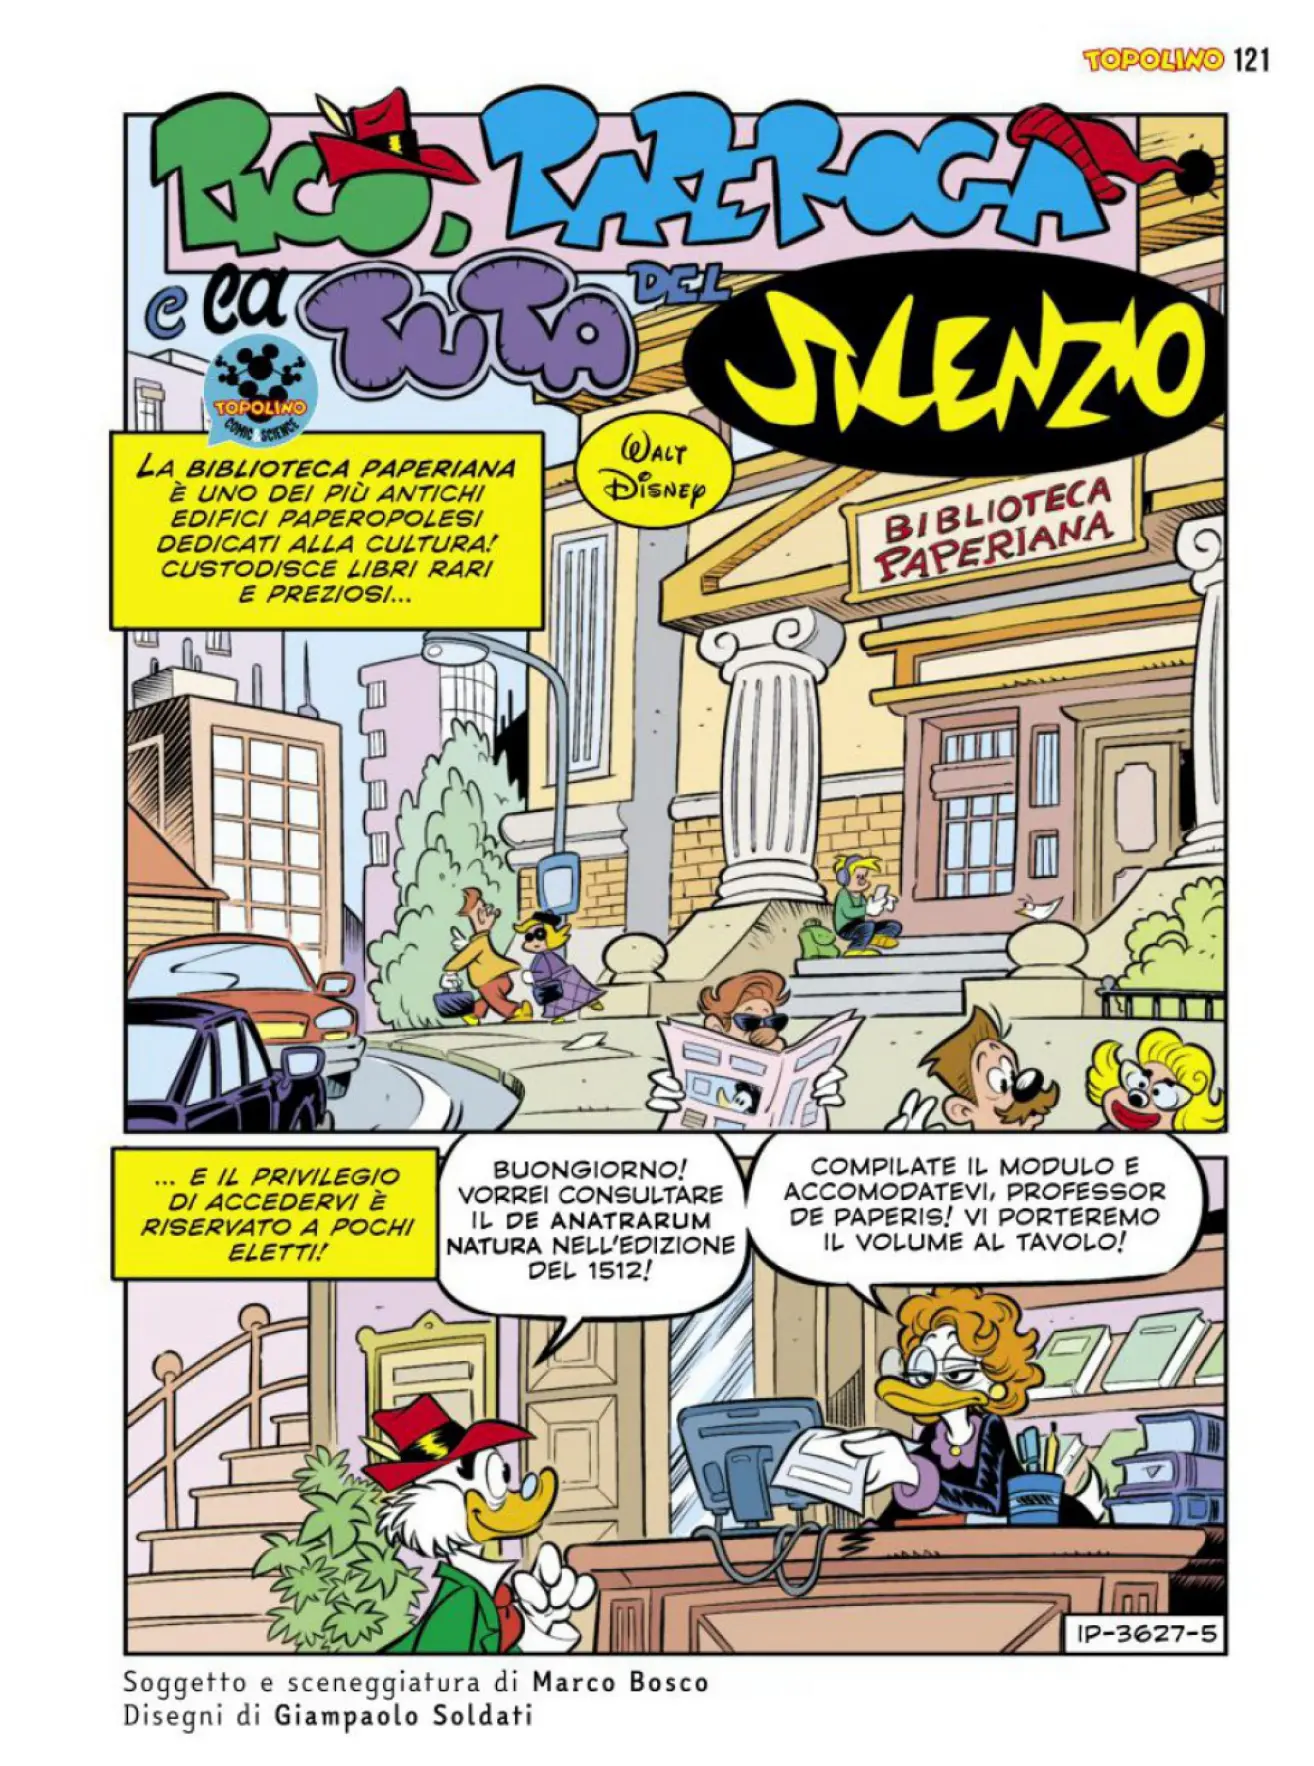 TOPOLINO 121
PICO, PAPEROGA
E LA TUTA DEL SILENZIO
TOPOLINO
COMIC & SCIENCE
LA BIBLIOTECA PAPERIANA
È UNO DEI PIÙ ANTICHI
EDIFICI PAPEROPOLESI
DEDICATI ALLA CULTURA!
CUSTODISCE LIBRI RARI
E PREZIOSI...
WALT
DISNEY
BIBLIOTECA
PAPERIANA
... E IL PRIVILEGIO
DI ACCEDERVI È
RISERVATO A POCHI
ELETTI!
BUONGIORNO!
VORREI CONSULTARE
IL DE ANATRARUM
NATURA NELL'EDIZIONE
DEL 1512!
COMPILATE IL MODULO E
ACCOMODATEVI, PROFESSOR
DE PAPERIS! VI PORTEREMO
IL VOLUME AL TAVOLO!
IP-3627-5
Soggetto e sceneggiatura di Marco Bosco
Disegni di Giampaolo Soldati